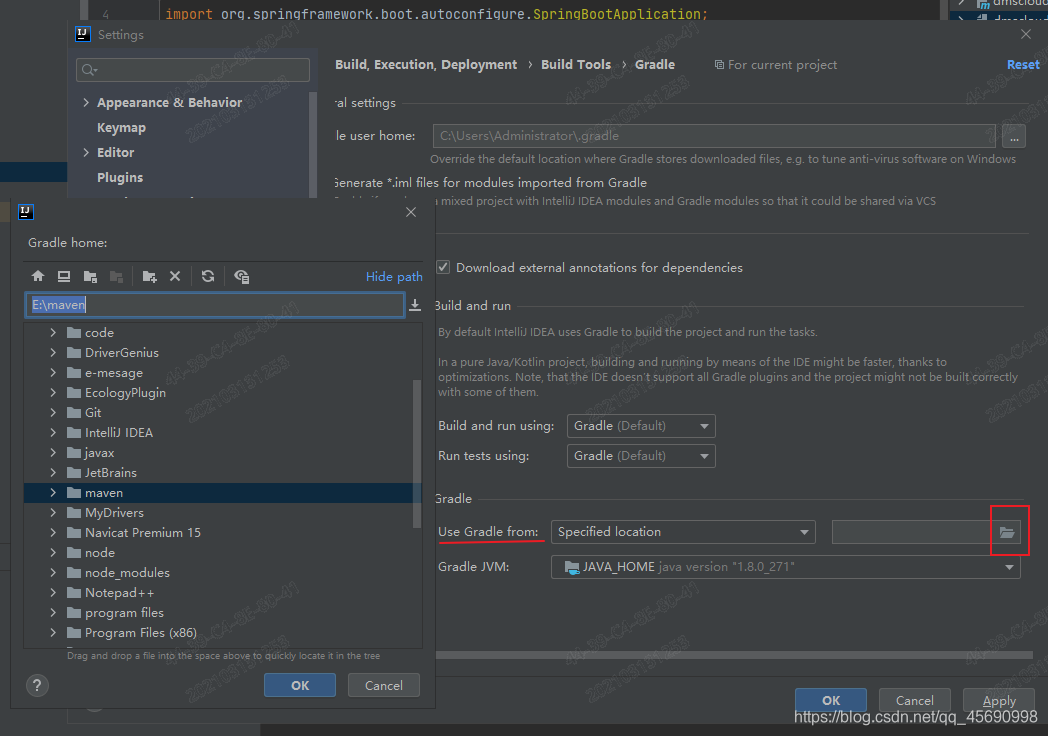 4 import org.springframework.boot.autoconfigure.SpringBootApplication;
Settings
Build, Execution, Deployment › Build Tools › Gradle
For current project
Reset
Appearance & Behavior
Keymap
Editor
Plugins
ral settings
le user home:
C:\Users\Administrator\.gradle
...
Override the default location where Gradle stores downloaded files, e.g. to tune anti-virus software on Windows
Generate *.iml files for modules imported from Gradle
mixed project with IntelliJ IDEA modules and Gradle modules so that it could be shared via VCS
Download external annotations for dependencies
Build and run
By default IntelliJ IDEA uses Gradle to build the project and run the tasks.
In a pure Java/Kotlin project, building and running by means of the IDE might be faster, thanks to
optimizations. Note, that the IDE doesn't support all Gradle plugins and the project might not be built correctly
with some of them.
Build and run using: Gradle (Default)
Run tests using: Gradle (Default)
Gradle
Use Gradle from: Specified location
Gradle JVM: JAVA_HOME java version "1.8.0_271"
OK
Cancel
Apply
Gradle home:
Hide path
E:\maven
code
DriverGenius
e-mesage
EcologyPlugin
Git
IntelliJ IDEA
javax
JetBrains
maven
MyDrivers
Navicat Premium 15
node
node_modules
Notepad++
program files
Program Files (x86)
Drag and drop a file into the space above to quickly locate it in the tree
?
OK
Cancel
https://blog.csdn.net/qq_45690998